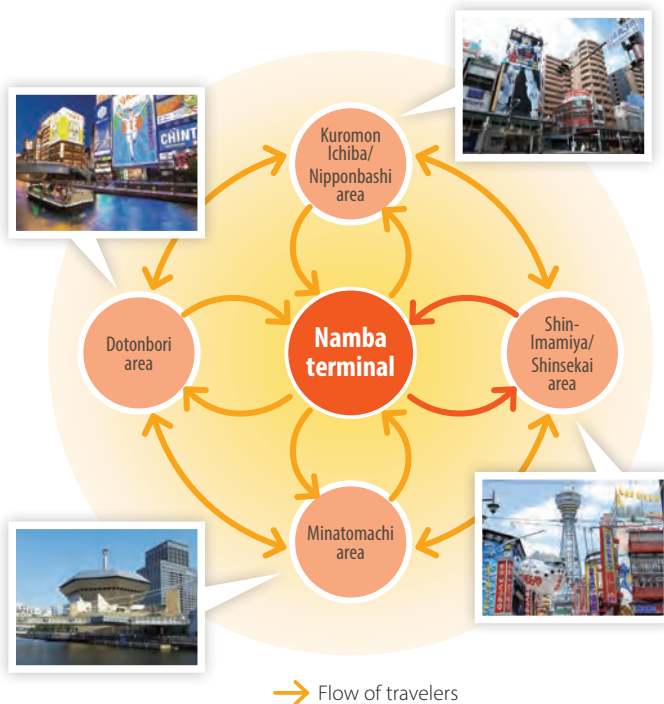 CHINT
Kuromon
Ichiba/
Nipponbashi
area
Dotonbori
area
Namba
terminal
Shin-
Imamiya/
Shinsekai
area
Minatomachi
area
Flow of travelers